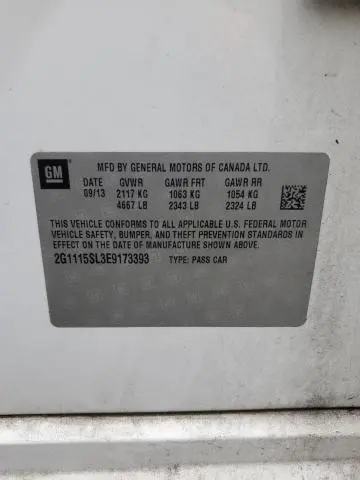 GM
MFD BY GENERAL MOTORS OF CANADA LTD.
DATE GVWR GAWR FRT GAWR RR
09/13 2117 KG 1063 KG 1054 KG
4667 LB 2343 LB 2324 LB
THIS VEHICLE CONFORMS TO ALL APPLICABLE U.S. FEDERAL MOTOR
VEHICLE SAFETY, BUMPER, AND THEFT PREVENTION STANDARDS IN
EFFECT ON THE DATE OF MANUFACTURE SHOWN ABOVE.
2G1115SL3E9173393 TYPE: PASS CAR